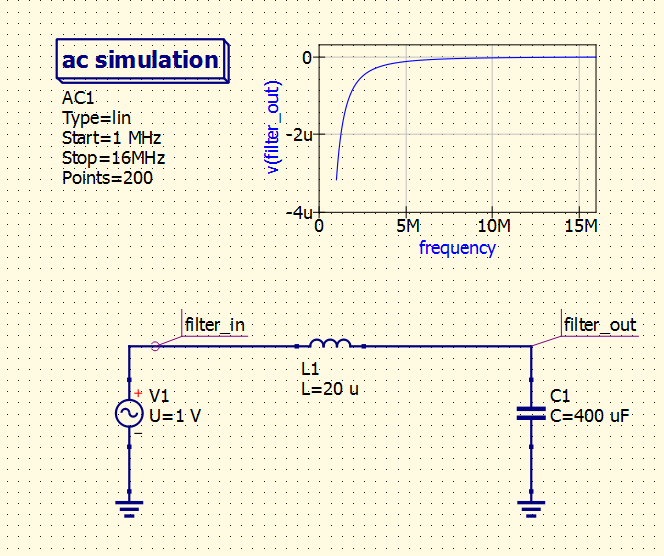 ac simulation
AC1
Type=lin
Start=1 MHz
Stop=16MHz
Points=200
v(filter_out)
0
-2u
-4u
0
5M
10M
15M
frequency
filter_in
filter_out
L1
L=20 u
+
V1
U=1 V
−
C1
C=400 uF